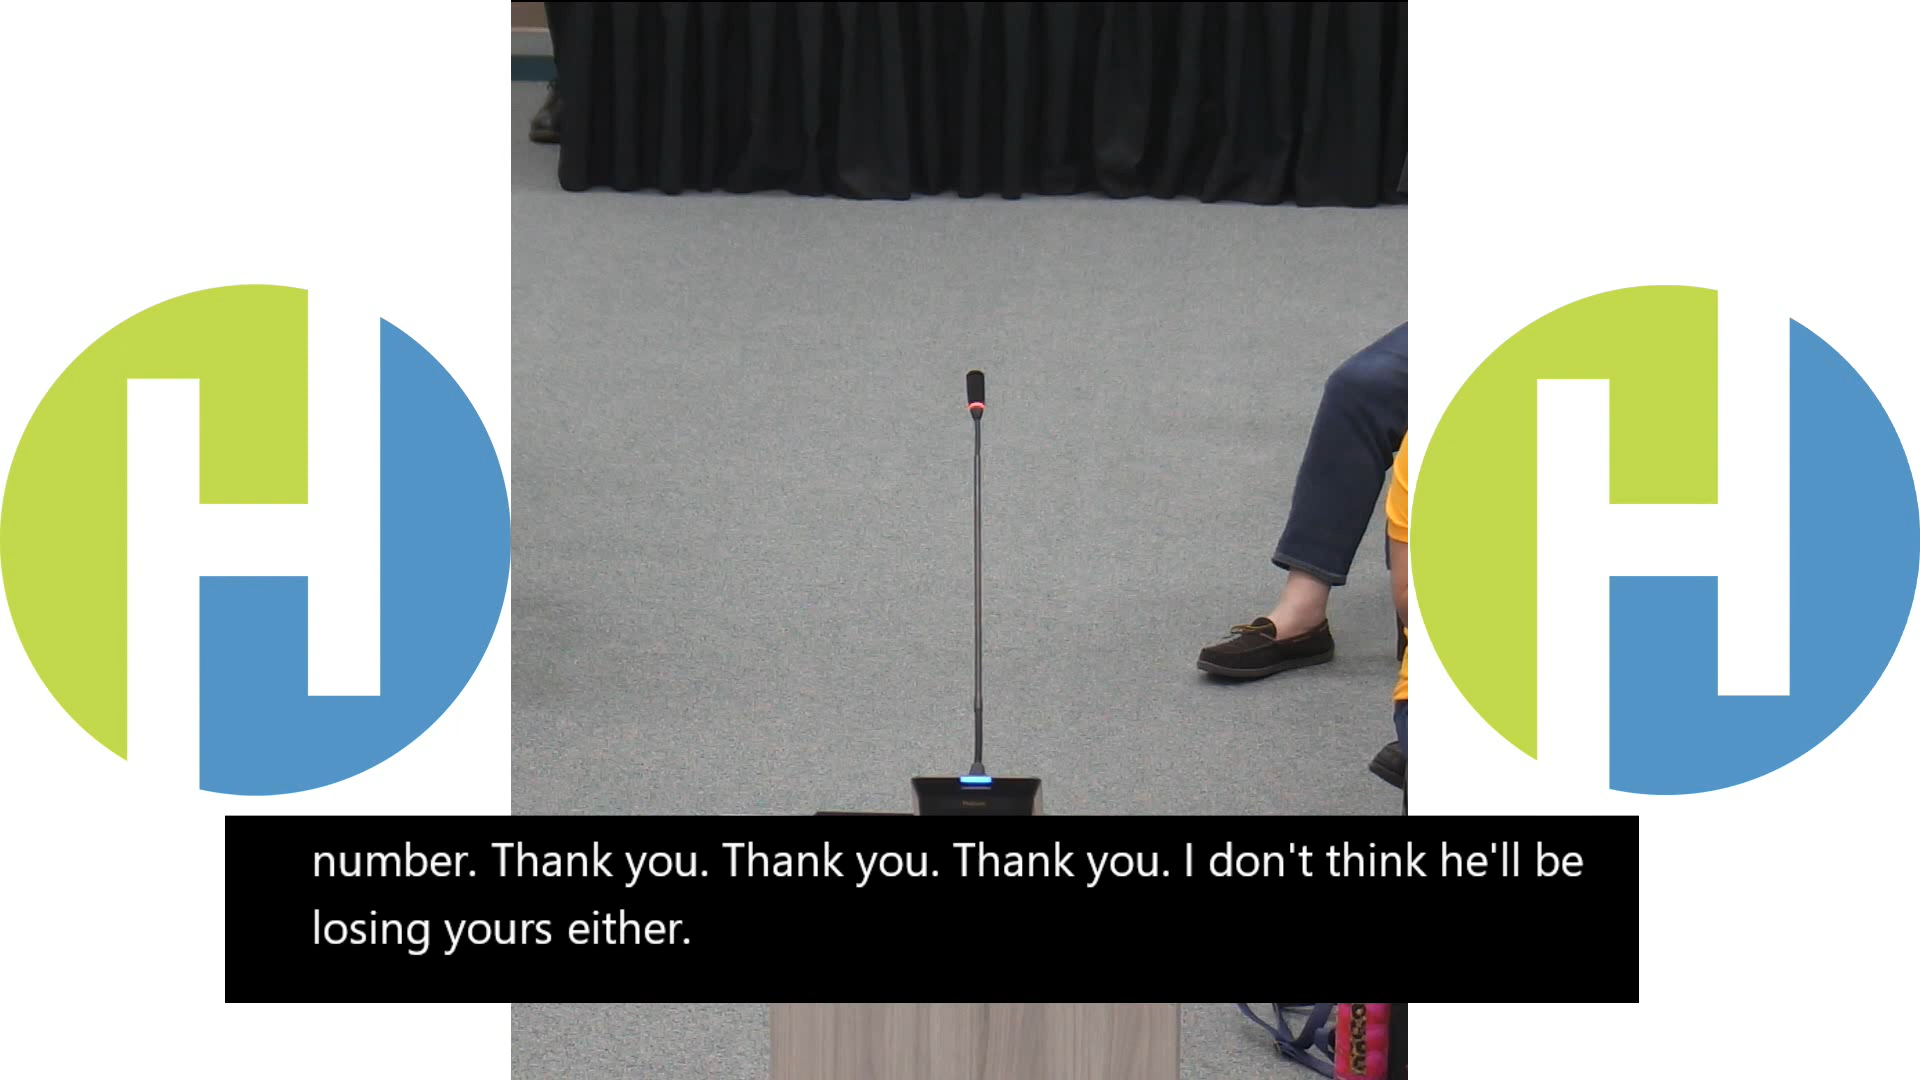 number. Thank you. Thank you. Thank you. I don't think he'll be
losing yours either.